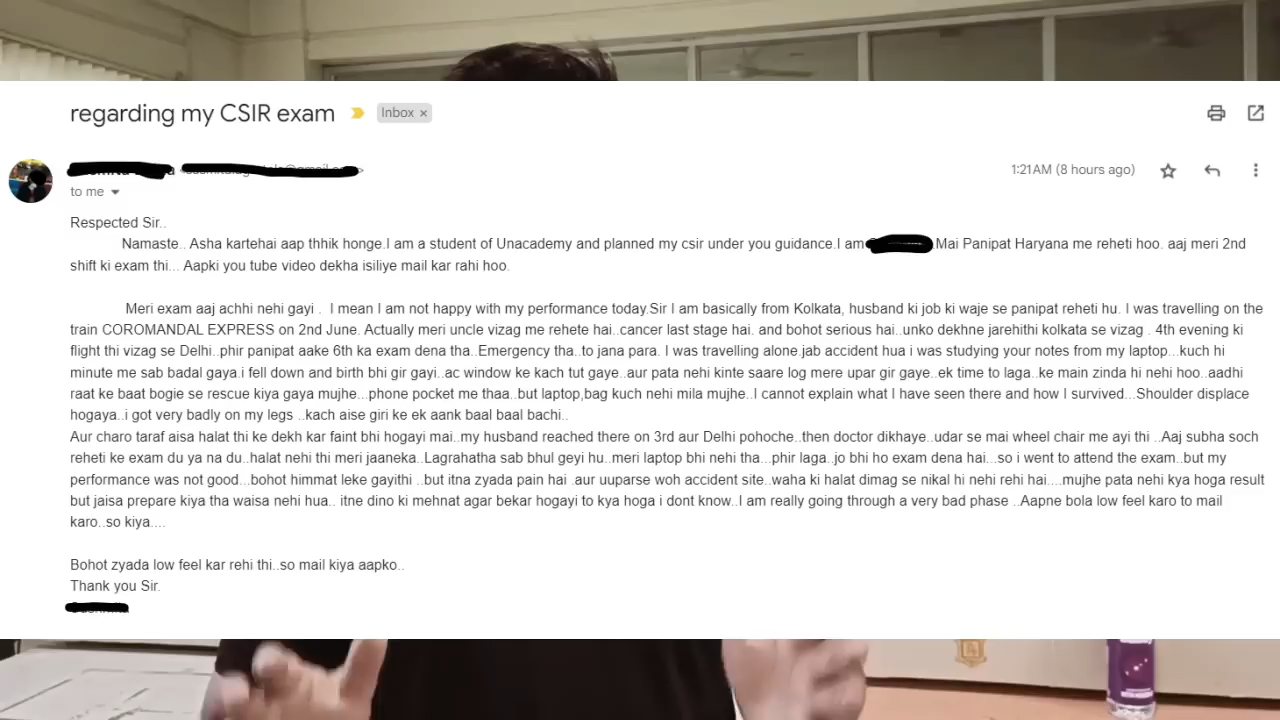 regarding my CSIR exam
Inbox ×
1:21AM (8 hours ago)
to me
Respected Sir..
Namaste.. Asha kartehai aap thhik honge.I am a student of Unacademy and planned my csir under you guidance.I am Mai Panipat Haryana me reheti hoo. aaj meri 2nd
shift ki exam thi... Aapki you tube video dekha isiliye mail kar rahi hoo.
Meri exam aaj achhi nehi gayi . I mean I am not happy with my performance today.Sir I am basically from Kolkata, husband ki job ki waje se panipat reheti hu. I was travelling on the
train COROMANDAL EXPRESS on 2nd June. Actually meri uncle vizag me rehete hai..cancer last stage hai. and bohot serious hai..unko dekhne jarehithi kolkata se vizag . 4th evening ki
flight thi vizag se Delhi..phir panipat aake 6th ka exam dena tha..Emergency tha..to jana para. I was travelling alone.jab accident hua i was studying your notes from my laptop...kuch hi
minute me sab badal gaya.i fell down and birth bhi gir gayi..ac window ke kach tut gaye..aur pata nehi kinte saare log mere upar gir gaye..ek time to laga..ke main zinda hi nehi hoo..aadhi
raat ke baat bogie se rescue kiya gaya mujhe...phone pocket me thaa..but laptop,bag kuch nehi mila mujhe..I cannot explain what I have seen there and how I survived...Shoulder displace
hogaya..i got very badly on my legs ..kach aise giri ke ek aank baal baal bachi..
Aur charo taraf aisa halat thi ke dekh kar faint bhi hogayi mai..my husband reached there on 3rd aur Delhi pohoche..then doctor dikhaye..udar se mai wheel chair me ayi thi ..Aaj subha soch
reheti ke exam du ya na du..halat nehi thi meri jaaneka..Lagrahatha sab bhul geyi hu..meri laptop bhi nehi tha...phir laga..jo bhi ho exam dena hai...so i went to attend the exam..but my
performance was not good...bohot himmat leke gayithi ..but itna zyada pain hai .aur uuparse woh accident site..waha ki halat dimag se nikal hi nehi rehi hai....mujhe pata nehi kya hoga result
but jaisa prepare kiya tha waisa nehi hua.. itne dino ki mehnat agar bekar hogayi to kya hoga i dont know..I am really going through a very bad phase ..Aapne bola low feel karo to mail
karo..so kiya....
Bohot zyada low feel kar rehi thi..so mail kiya aapko..
Thank you Sir.